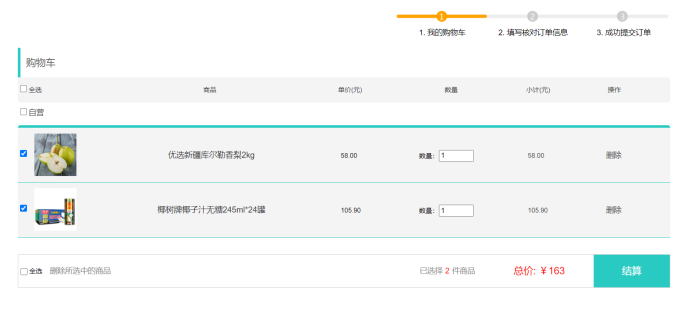 1 2 3
1. 我的购物车 2. 填写核对订单信息 3. 成功提交订单
购物车
全选 商品 单价(元) 数量 小计(元) 操作
自营
优选新疆库尔勒香梨2kg 58.00 数量: 1 58.00 删除
椰树牌椰子汁无糖245ml*24罐 105.90 数量: 1 105.90 删除
全选 删除所选中的商品 已选择 2 件商品 总价: ¥163 结算